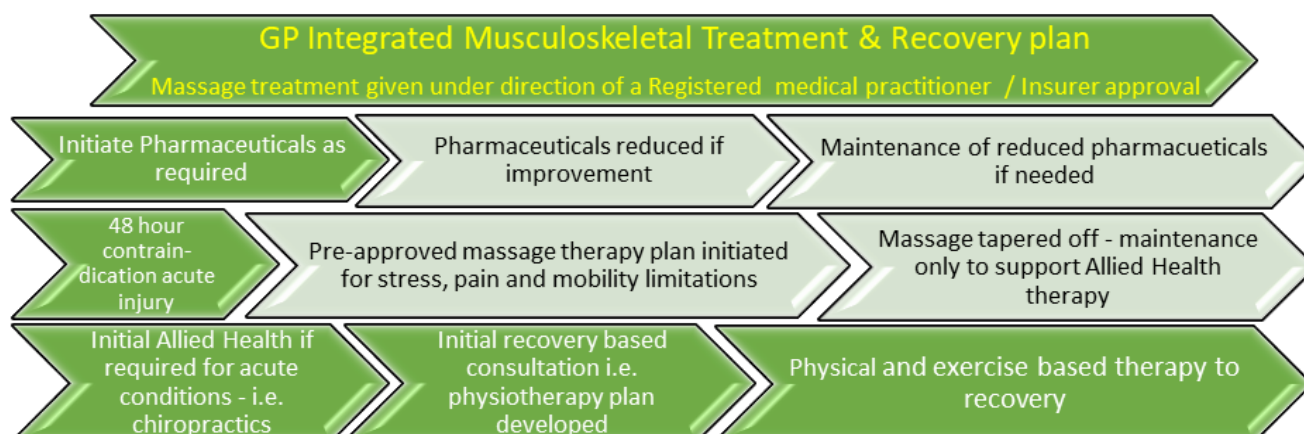 GP Integrated Musculoskeletal Treatment & Recovery plan
Massage treatment given under direction of a Registered medical practitioner / Insurer approval
Initiate Pharmaceuticals as
required
Pharmaceuticals reduced if
improvement
Maintenance of reduced pharmacueticals
if needed
48 hour
contrain-
dication acute
injury
Pre-approved massage therapy plan initiated
for stress, pain and mobility limitations
Massage tapered off - maintenance
only to support Allied Health
therapy
Initial Allied Health if
required for acute
conditions - i.e.
chiropractics
Initial recovery based
consultation i.e.
physiotherapy plan
developed
Physical and exercise based therapy to
recovery